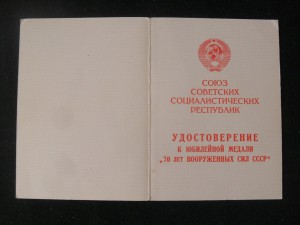 СОЮЗ
СОВЕТСКИХ
СОЦИАЛИСТИЧЕСКИХ
РЕСПУБЛИК
УДОСТОВЕРЕНИЕ
К ЮБИЛЕЙНОЙ МЕДАЛИ
„70 ЛЕТ ВООРУЖЕННЫХ СИЛ СССР“